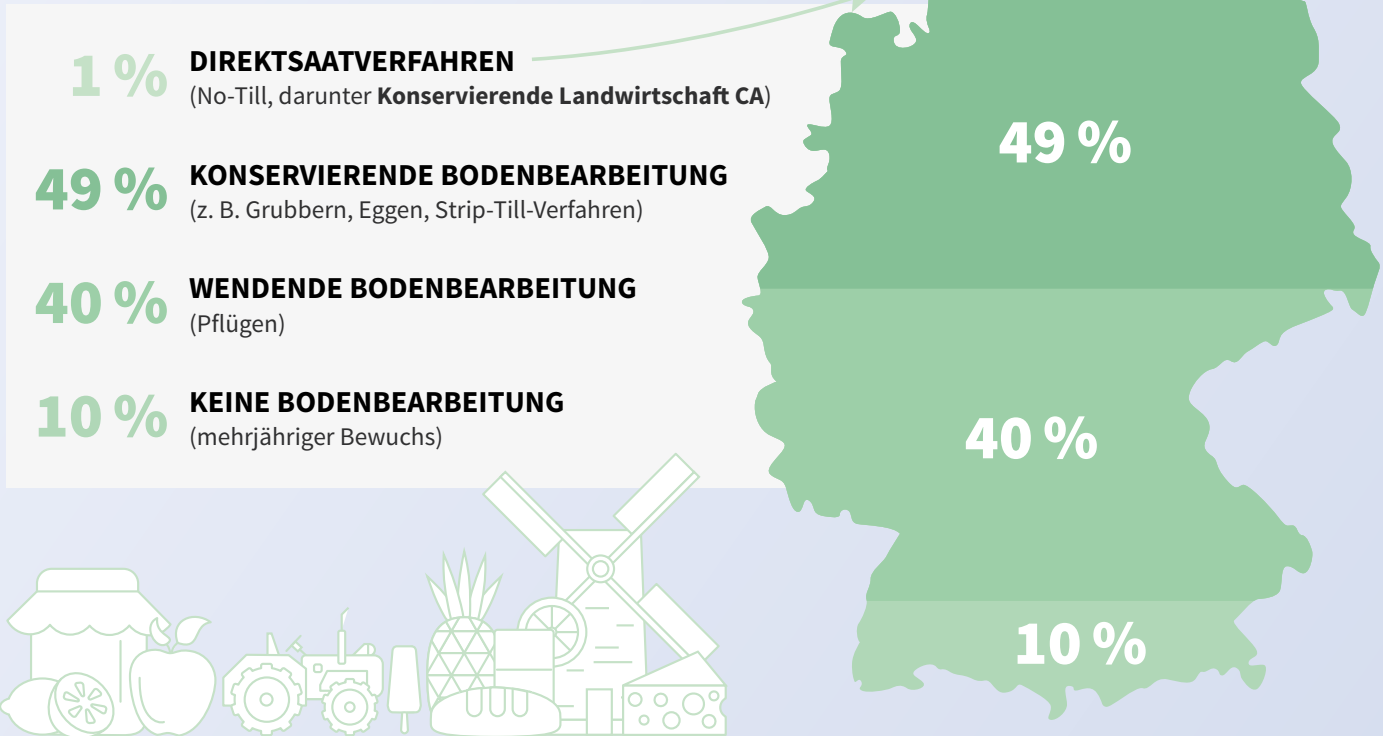 1 % DIREKTSAATVERFAHREN
(No-Till, darunter Konservierende Landwirtschaft CA)
49 % KONSERVIERENDE BODENBEARBEITUNG
(z. B. Grubbern, Eggen, Strip-Till-Verfahren)
40 % WENDENDE BODENBEARBEITUNG
(Pflügen)
10 % KEINE BODENBEARBEITUNG
(mehrjähriger Bewuchs)
49 %
40 %
10 %